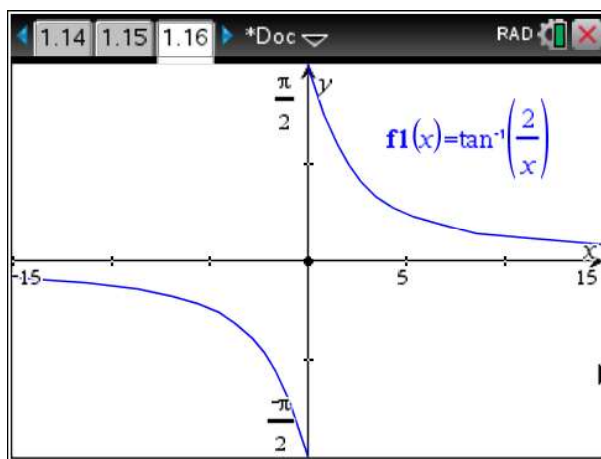 1.14 1.15 1.16 *Doc RAD
π/2 y
f1(x)=tan⁻¹(2/x)
x
-15 5 15
-π/2